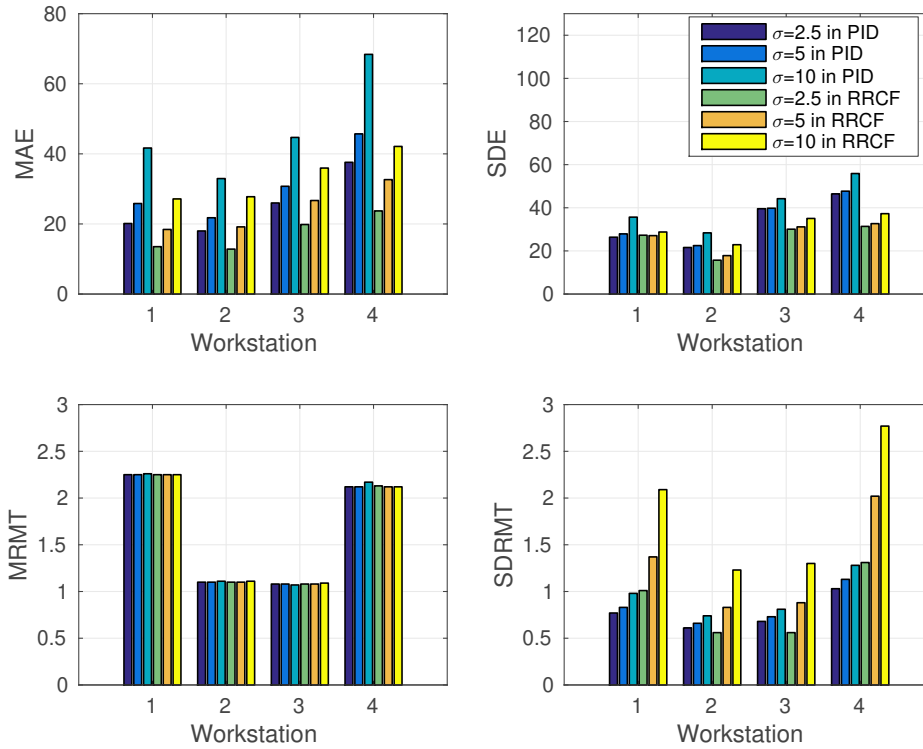 80
60
40
20
0
MAE
1 2 3 4
Workstation
120
100
80
60
40
20
0
SDE
σ=2.5 in PID
σ=5 in PID
σ=10 in PID
σ=2.5 in RRCF
σ=5 in RRCF
σ=10 in RRCF
1 2 3 4
Workstation
3
2.5
2
1.5
1
0.5
0
MRMT
1 2 3 4
Workstation
3
2.5
2
1.5
1
0.5
0
SDRMT
1 2 3 4
Workstation